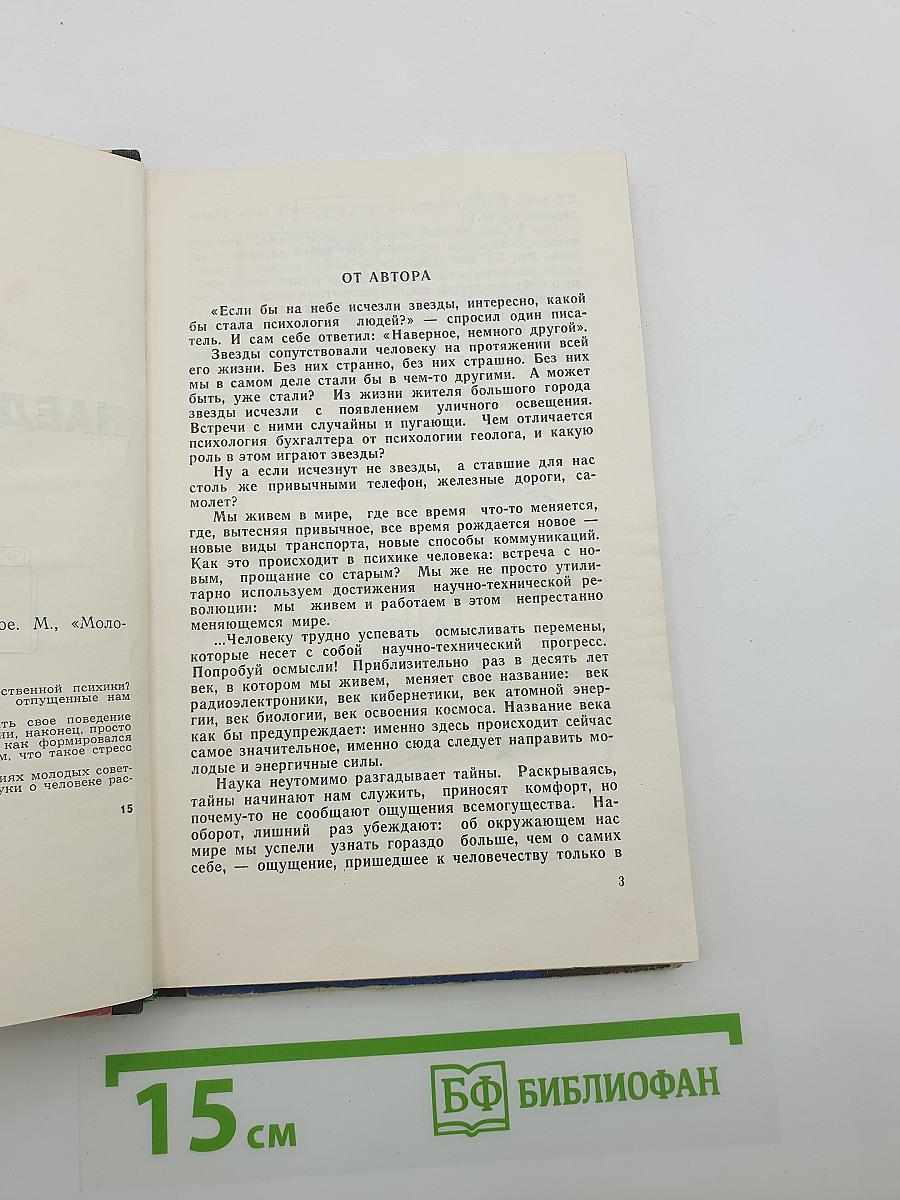 ое. М., «Моло-
ственной психики?
отпущенные нам
ть свое поведение
ии, наконец, просто
как формировался
м, что такое стресс
иях молодых совет-
уки о человеке рас-
15
ОТ АВТОРА
«Если бы на небе исчезли звезды, интересно, какой
бы стала психология людей?» — спросил один писа-
тель. И сам себе ответил: «Наверное, немного другой».
Звезды сопутствовали человеку на протяжении всей
его жизни. Без них странно, без них страшно. Без них
мы в самом деле стали бы в чем-то другими. А может
быть, уже стали? Из жизни жителя большого города
звезды исчезли с появлением уличного освещения.
Встречи с ними случайны и пугающи. Чем отличается
психология бухгалтера от психологии геолога, и какую
роль в этом играют звезды?
Ну а если исчезнут не звезды, а ставшие для нас
столь же привычными телефон, железные дороги, са-
молет?
Мы живем в мире, где все время что-то меняется,
где, вытесняя привычное, все время рождается новое —
новые виды транспорта, новые способы коммуникаций.
Как это происходит в психике человека: встреча с но-
вым, прощание со старым? Мы же не просто утили-
тарно используем достижения научно-технической ре-
волюции: мы живем и работаем в этом непрестанно
меняющемся мире.
...Человеку трудно успевать осмысливать перемены,
которые несет с собой научно-технический прогресс.
Попробуй осмысли! Приблизительно раз в десять лет
век, в котором мы живем, меняет свое название: век
радиоэлектроники, век кибернетики, век атомной энер-
гии, век биологии, век освоения космоса. Название века
как бы предупреждает: именно здесь происходит сейчас
самое значительное, именно сюда следует направить мо-
лодые и энергичные силы.
Наука неутомимо разгадывает тайны. Раскрываясь,
тайны начинают нам служить, приносят комфорт, но
почему-то не сообщают ощущения всемогущества. На-
оборот, лишний раз убеждают: об окружающем нас
мире мы успели узнать гораздо больше, чем о самих
себе, — ощущение, пришедшее к человечеству только в
3
15 см
БФ БИБЛИОФАН